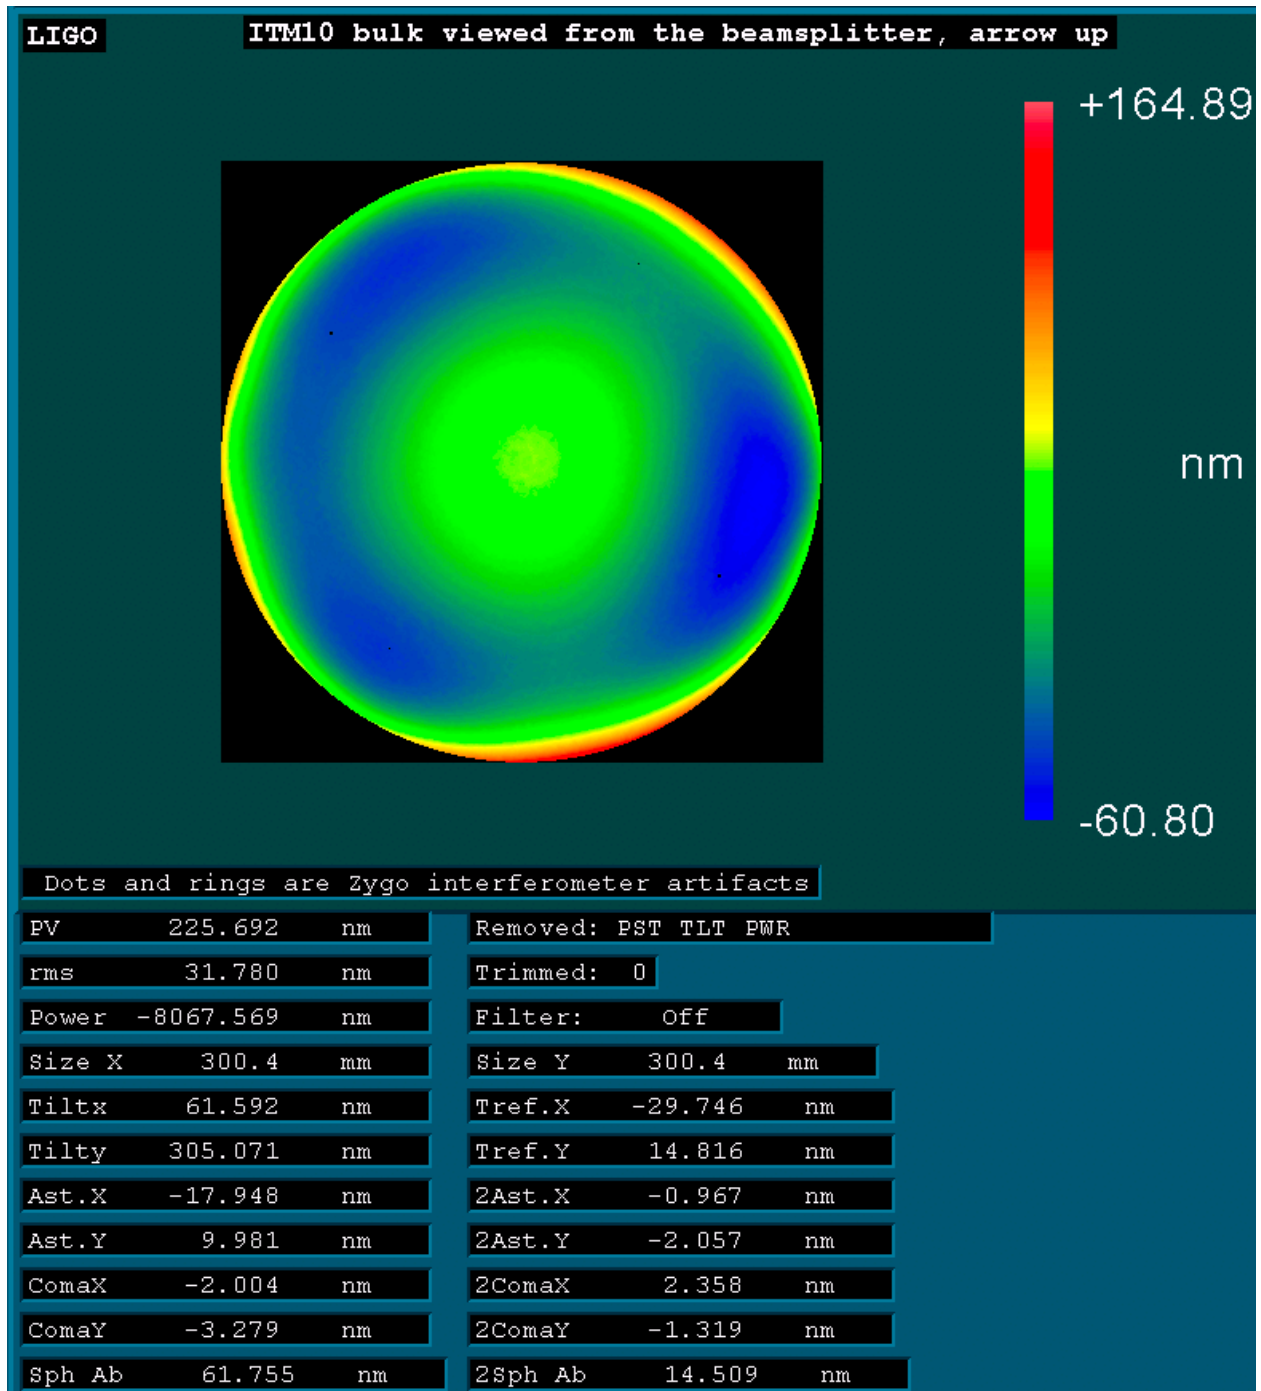 LIGO
ITM10 bulk viewed from the beamsplitter, arrow up
+164.89
nm
-60.80
Dots and rings are Zygo interferometer artifacts
PV 225.692 nm Removed: PST TLT PWR
rms 31.780 nm Trimmed: 0
Power -8067.569 nm Filter: Off
Size X 300.4 mm Size Y 300.4 mm
Tiltx 61.592 nm Tref.X -29.746 nm
Tilty 305.071 nm Tref.Y 14.816 nm
Ast.X -17.948 nm 2Ast.X -0.967 nm
Ast.Y 9.981 nm 2Ast.Y -2.057 nm
ComaX -2.004 nm 2ComaX 2.358 nm
ComaY -3.279 nm 2ComaY -1.319 nm
Sph Ab 61.755 nm 2Sph Ab 14.509 nm